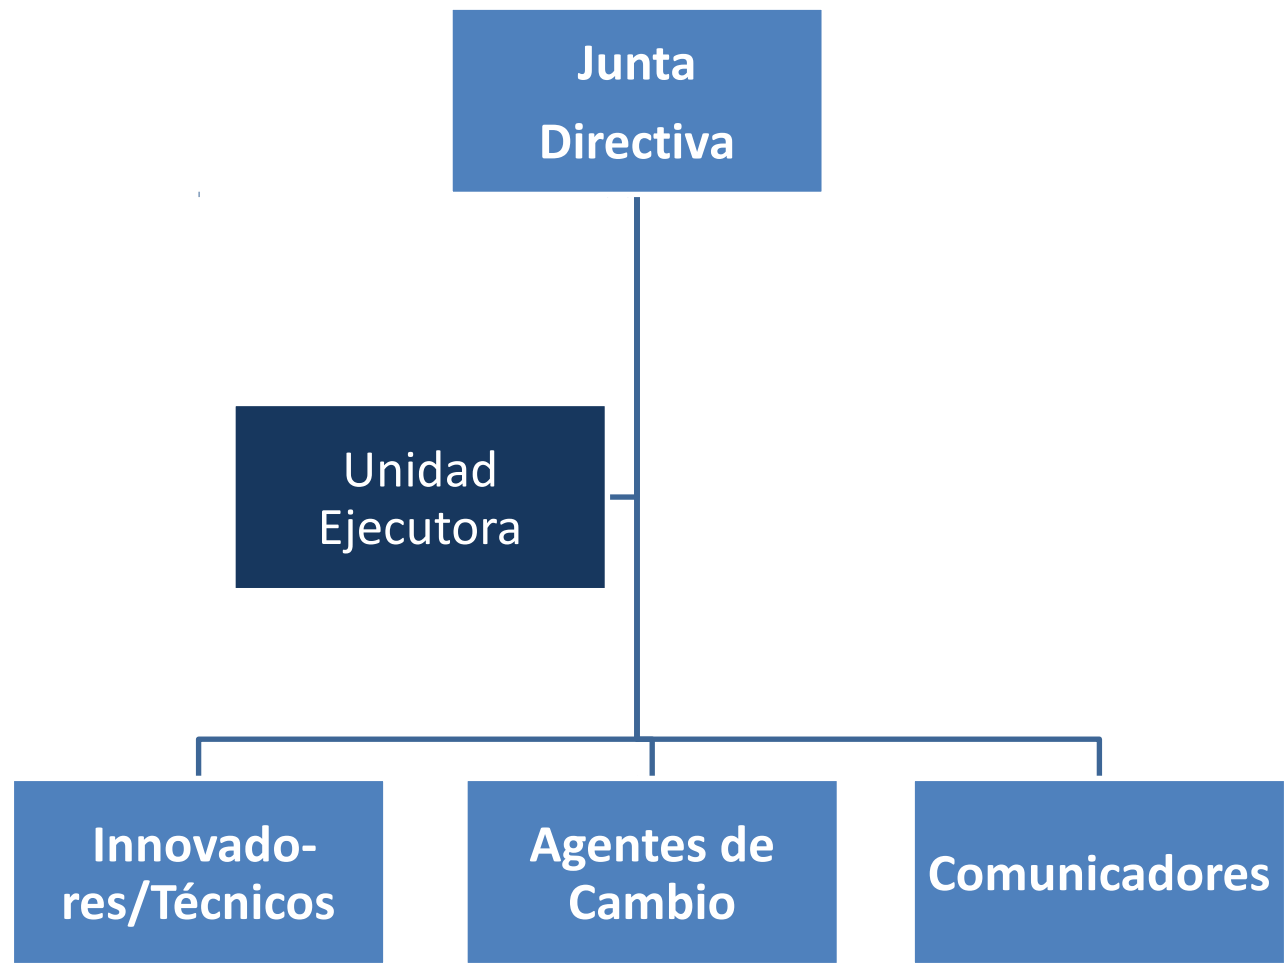 Junta
Directiva
Unidad
Ejecutora
Innovado-
res/Técnicos
Agentes de
Cambio
Comunicadores